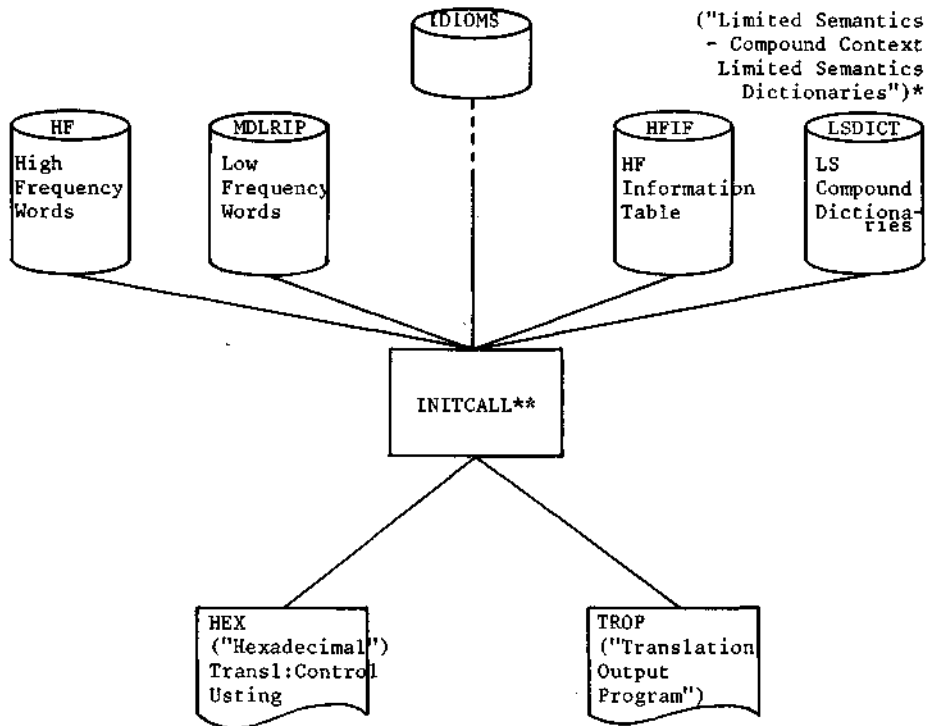 IDIOMS
("Limited Semantics
- Compound Context
Limited Semantics
Dictionaries")*
HF
High
Frequency
Words
MDLRIP
Low
Frequency
Words
HFIF
HF
Information
Table
LSDICT
LS
Compound
Dictiona-
ries
INITCALL**
HEX
("Hexadecimal")
Transl:Control
Usting
TROP
("Translation
Output
Program")